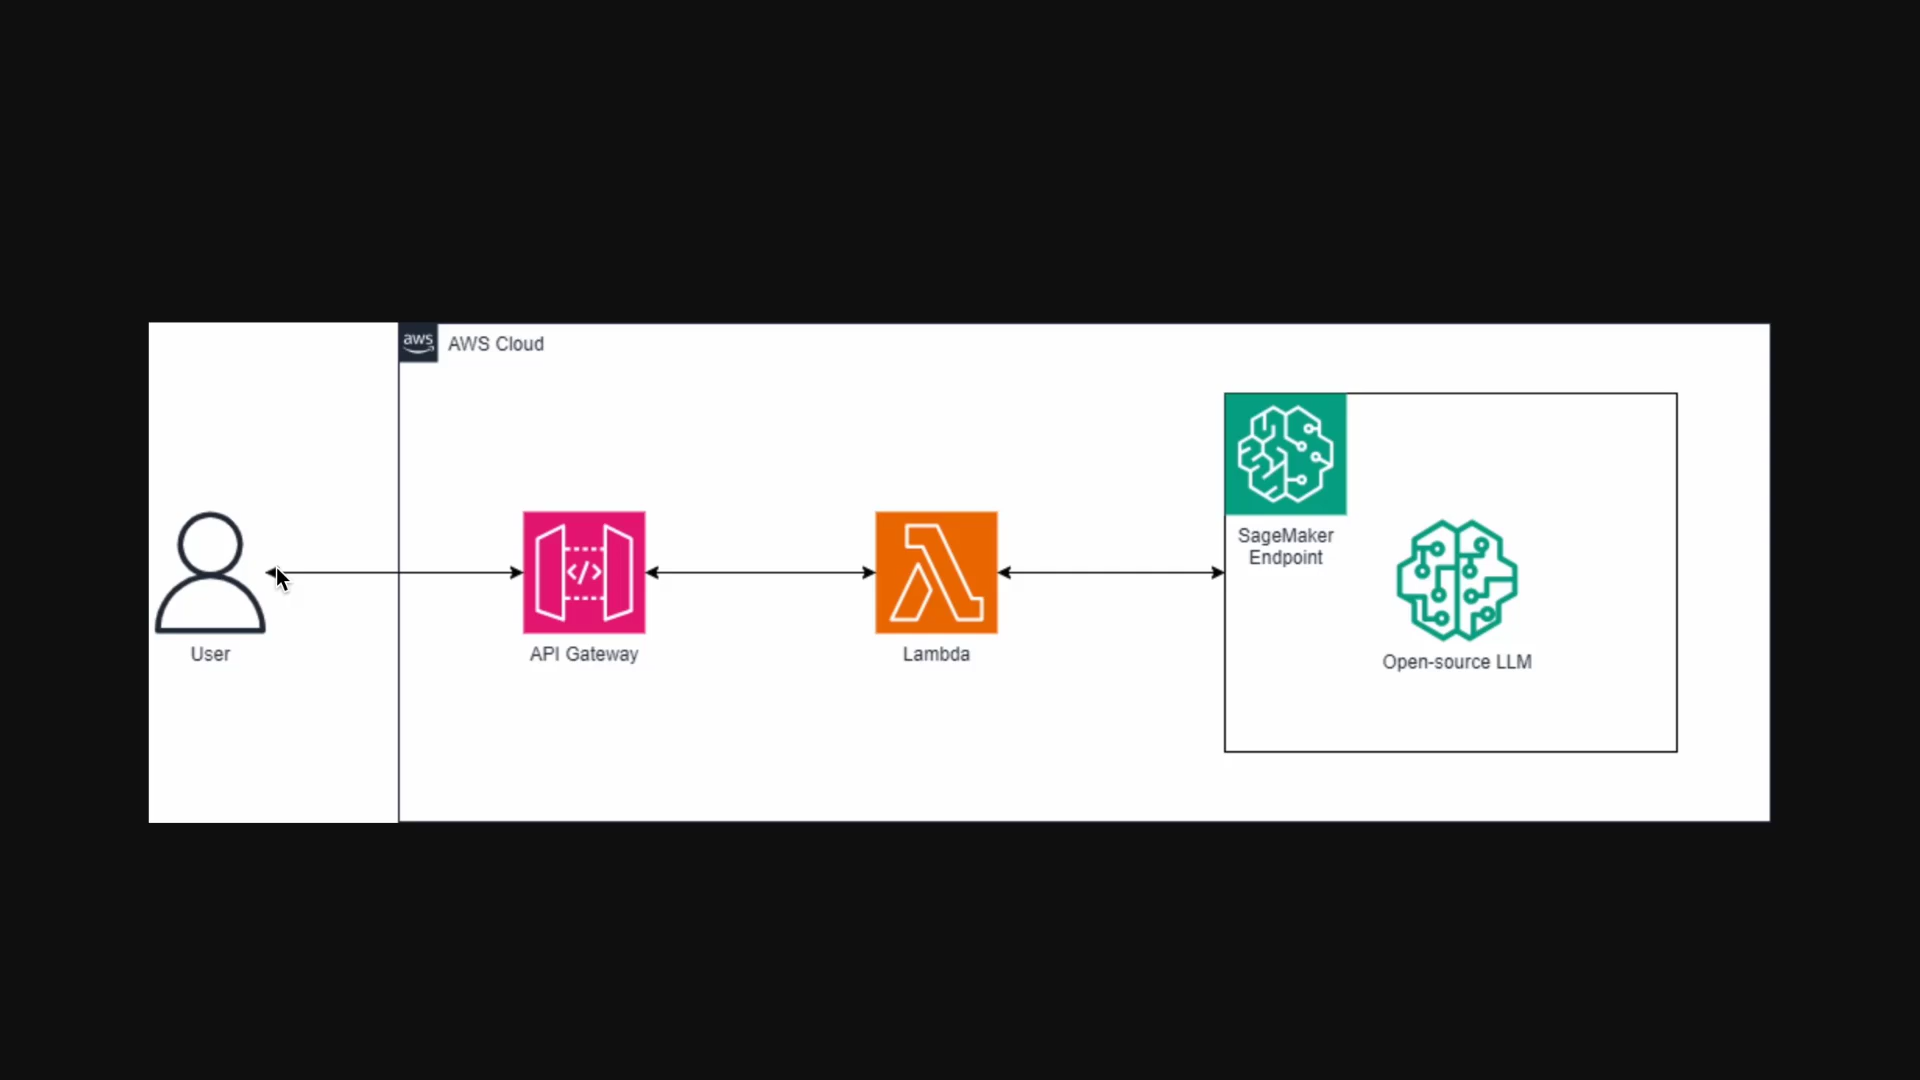 aws
AWS Cloud
User
API Gateway
</>
Lambda
SageMaker
Endpoint
Open-source LLM